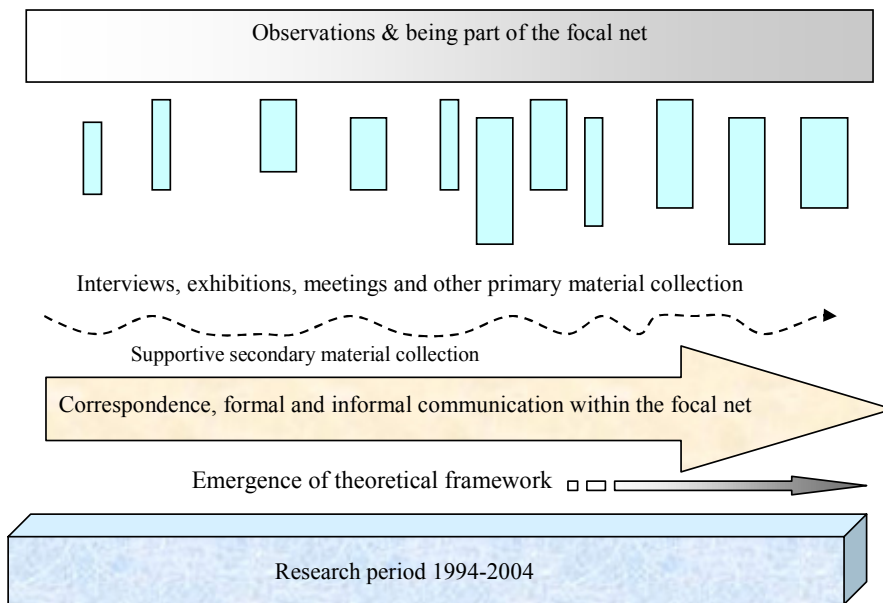 Observations & being part of the focal net
Interviews, exhibitions, meetings and other primary material collection
Supportive secondary material collection
Correspondence, formal and informal communication within the focal net
Emergence of theoretical framework
Research period 1994-2004